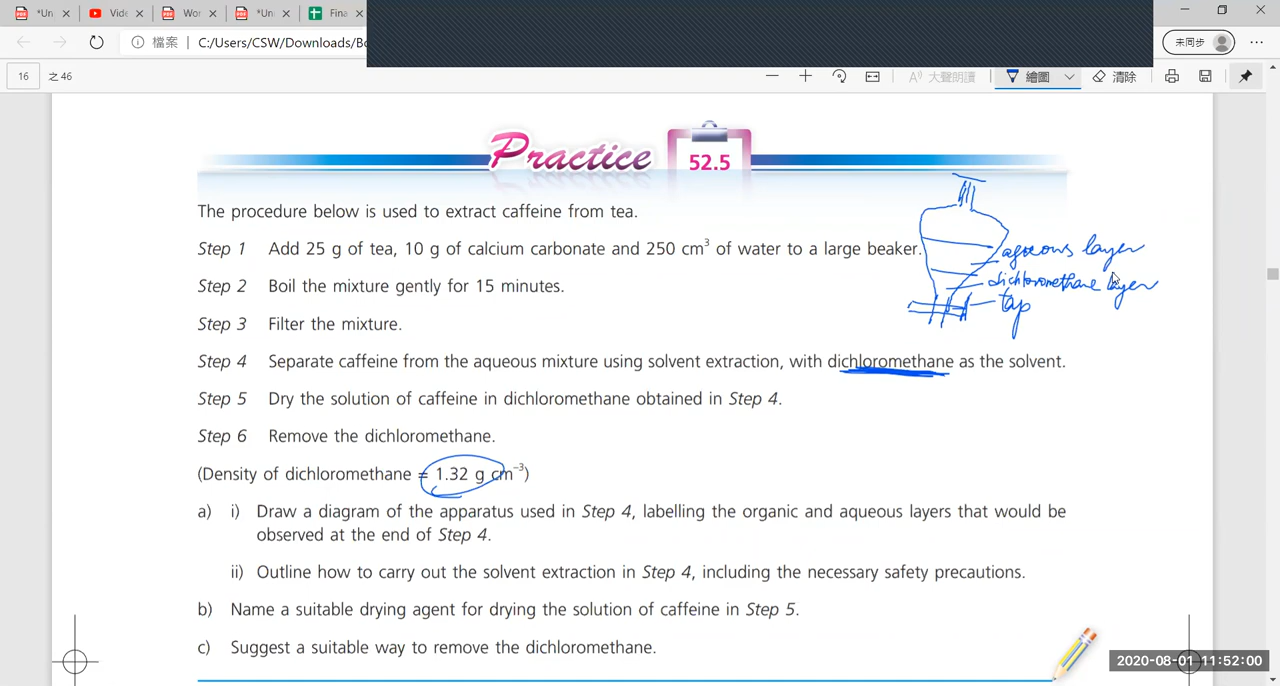 *Un
Vide
Wor
*Un
Fina
檔案
C:/Users/CSW/Downloads/Bo
未同步
16
之 46
大聲朗讀
繪圖
清除
Practice 52.5
The procedure below is used to extract caffeine from tea.
Step 1 Add 25 g of tea, 10 g of calcium carbonate and 250 cm³ of water to a large beaker.
aqeous layer
Step 2 Boil the mixture gently for 15 minutes.
dichloromethane layer
tap
Step 3 Filter the mixture.
Step 4 Separate caffeine from the aqueous mixture using solvent extraction, with dichloromethane as the solvent.
Step 5 Dry the solution of caffeine in dichloromethane obtained in Step 4.
Step 6 Remove the dichloromethane.
(Density of dichloromethane = 1.32 g cm⁻³)
a) i) Draw a diagram of the apparatus used in Step 4, labelling the organic and aqueous layers that would be
observed at the end of Step 4.
ii) Outline how to carry out the solvent extraction in Step 4, including the necessary safety precautions.
b) Name a suitable drying agent for drying the solution of caffeine in Step 5.
c) Suggest a suitable way to remove the dichloromethane.
2020-08-01 11:52:00